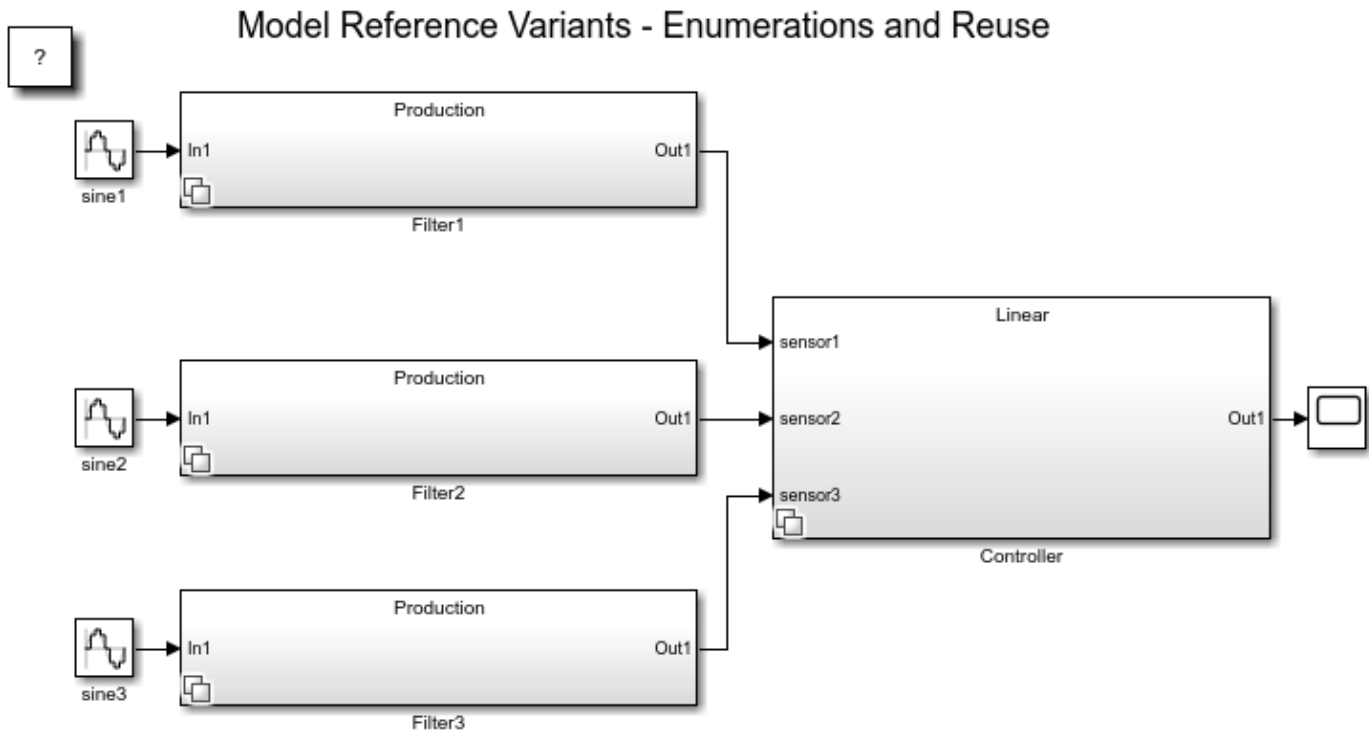 Model Reference Variants - Enumerations and Reuse
?
Production
In1 Out1
sine1
Filter1
Linear
sensor1
Production
In1 Out1
sensor2 Out1
sine2
Filter2
sensor3
Controller
Production
In1 Out1
sine3
Filter3